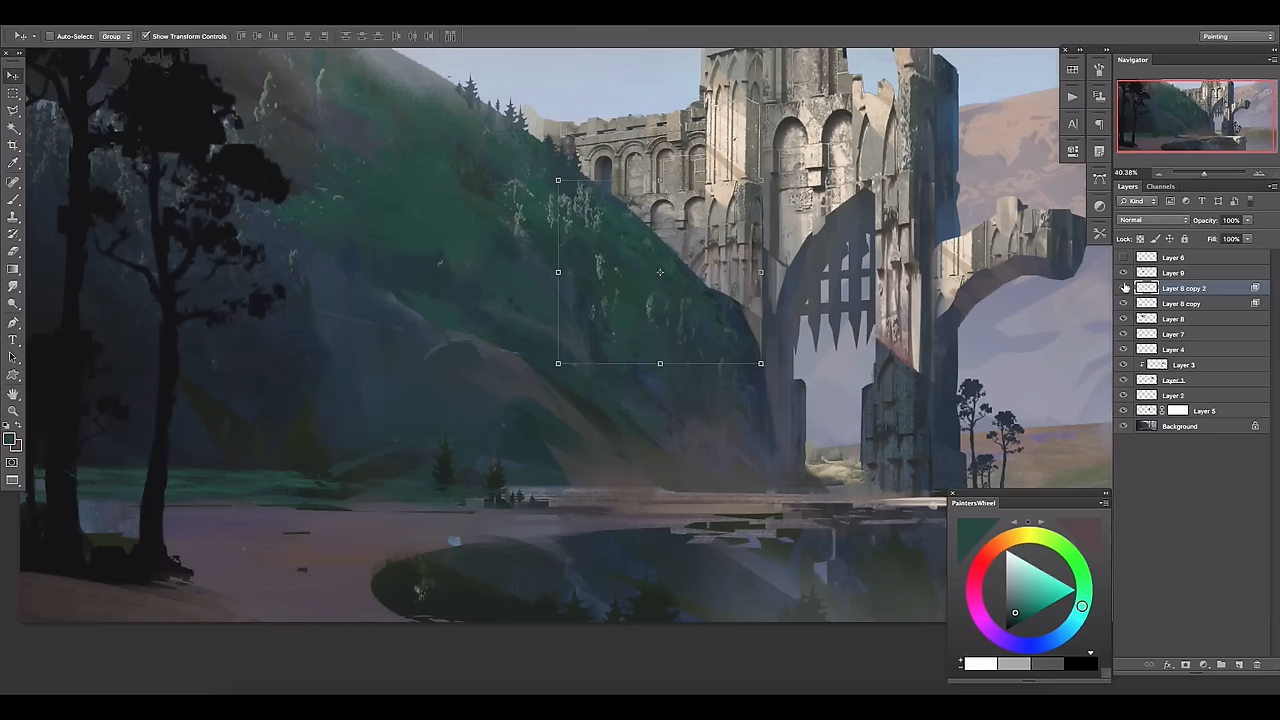 Auto-Select: Group Show Transform Controls Painting
Navigator
40.38%
Layers Channels
Kind
Normal Opacity: 100%
Lock: Fill: 100%
Layer 6
Layer 9
Layer 8 copy 2
Layer 8 copy
Layer 8
Layer 7
Layer 4
Layer 3
Layer 1
Layer 2
Layer 5
Background
PaintersWheel